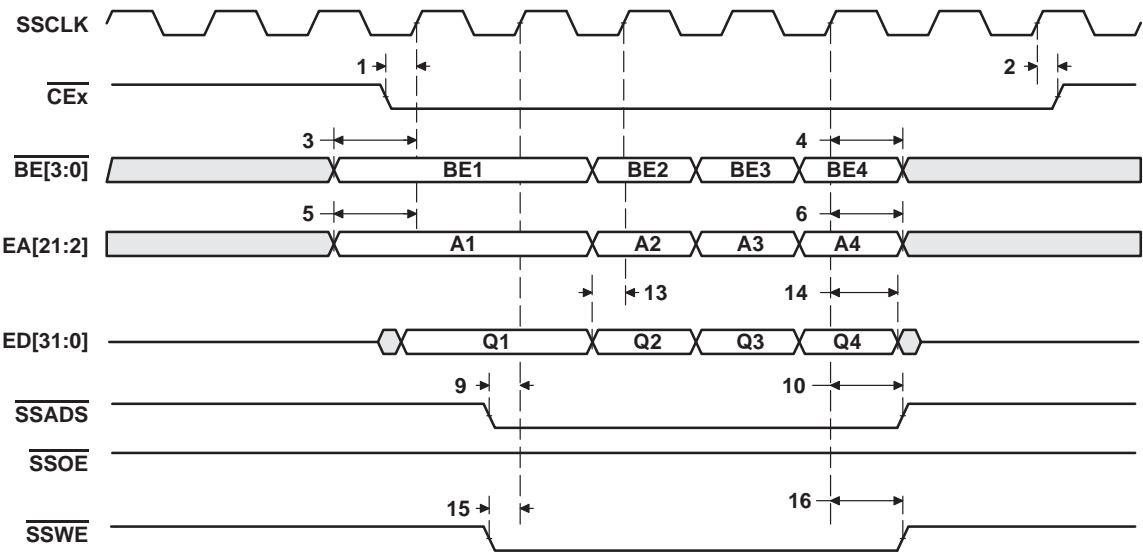 SSCLK
1 2
CEx
3 4
BE[3:0] BE1 BE2 BE3 BE4
5 6
EA[21:2] A1 A2 A3 A4
13 14
ED[31:0] Q1 Q2 Q3 Q4
9 10
SSADS
SSOE
15 16
SSWE